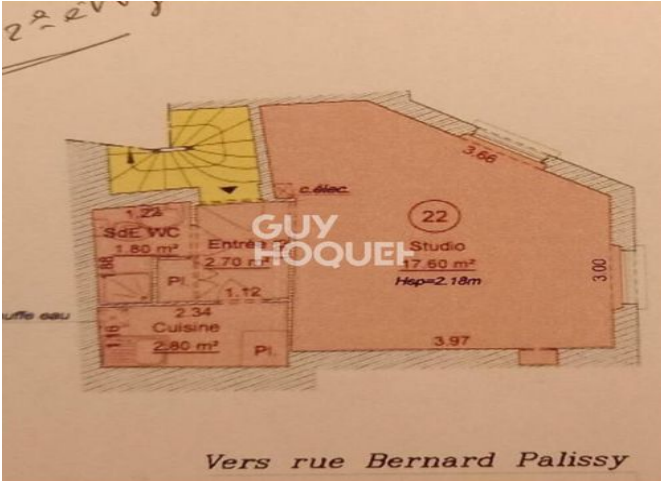 c.élec.
22
3.66
Studio
17.60 m²
Hsp=2.18m
3.00
3.97
1.22
SdE WC
1.80 m²
1.88
Entrée
2.70 m²
Pl.
1.12
2.34
Cuisine
2.80 m²
1.16
Pl.
GUY
HOQUET
uffe eau
Vers rue Bernard Palissy